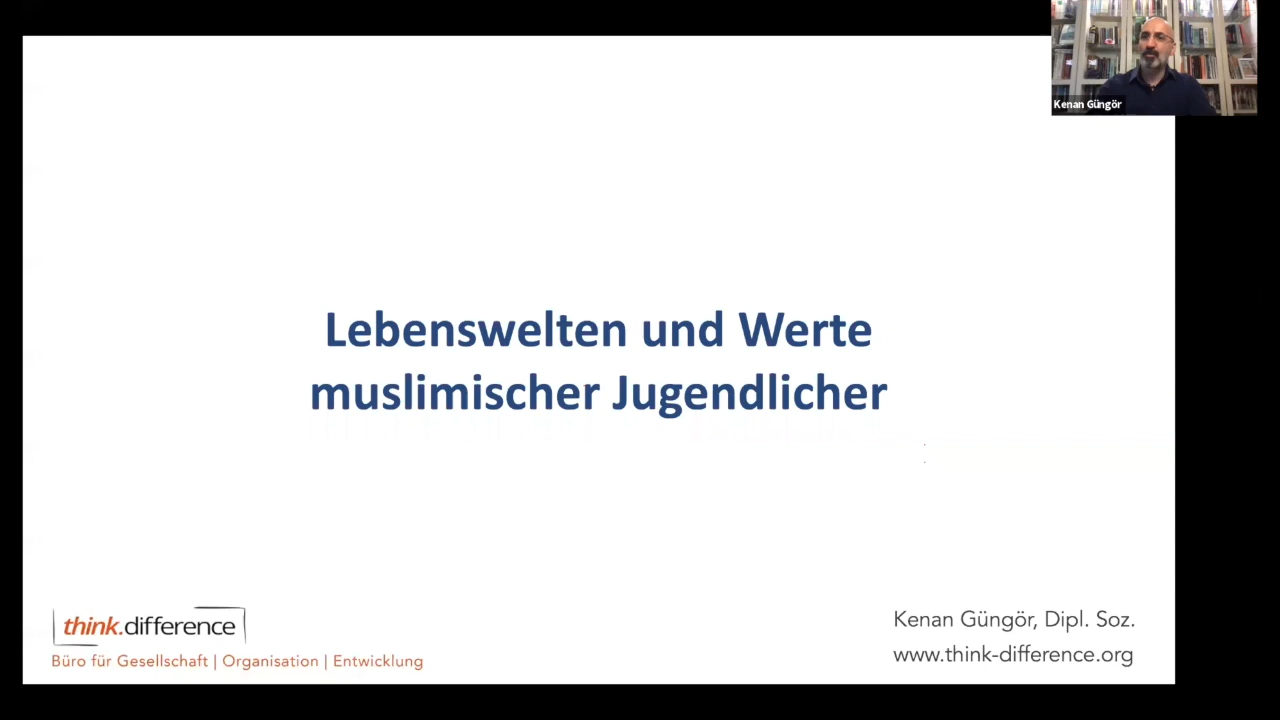 Kenan Güngör
Lebenswelten und Werte
muslimischer Jugendlicher
think.difference
Büro für Gesellschaft | Organisation | Entwicklung
Kenan Güngör, Dipl. Soz.
www.think-difference.org